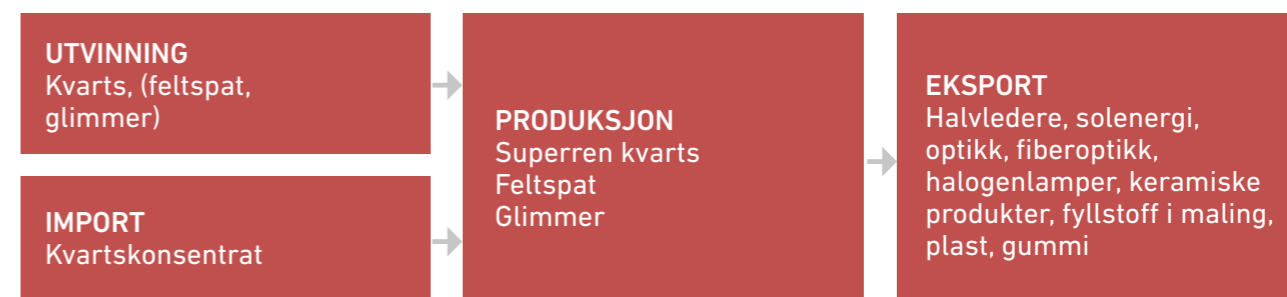 UTVINNING
Kvarts, (feltspat,
glimmer)
IMPORT
Kvartskonsentrat
PRODUKSJON
Superren kvarts
Feltspat
Glimmer
EKSPORT
Halvledere, solenergi,
optikk, fiberoptikk,
halogenlamper, keramiske
produkter, fyllstoff i maling,
plast, gummi